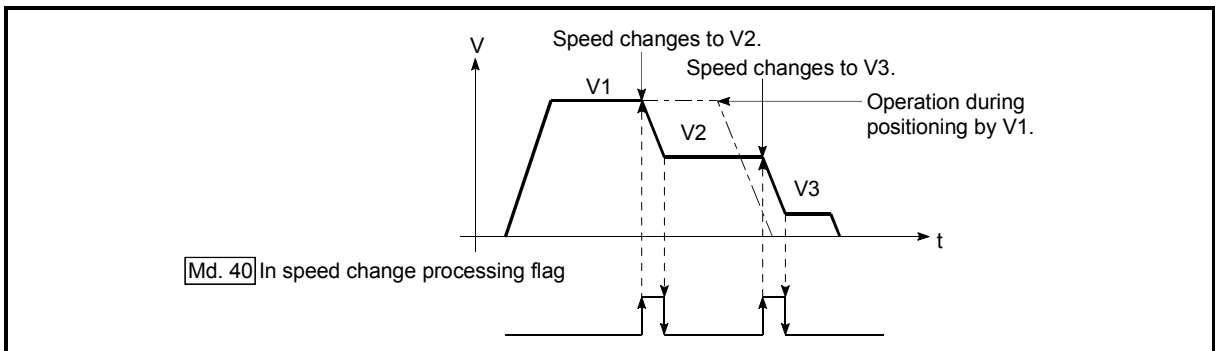 Speed changes to V2.
V
Speed changes to V3.
V1
Operation during
positioning by V1.
V2
V3
t
Md. 40 In speed change processing flag